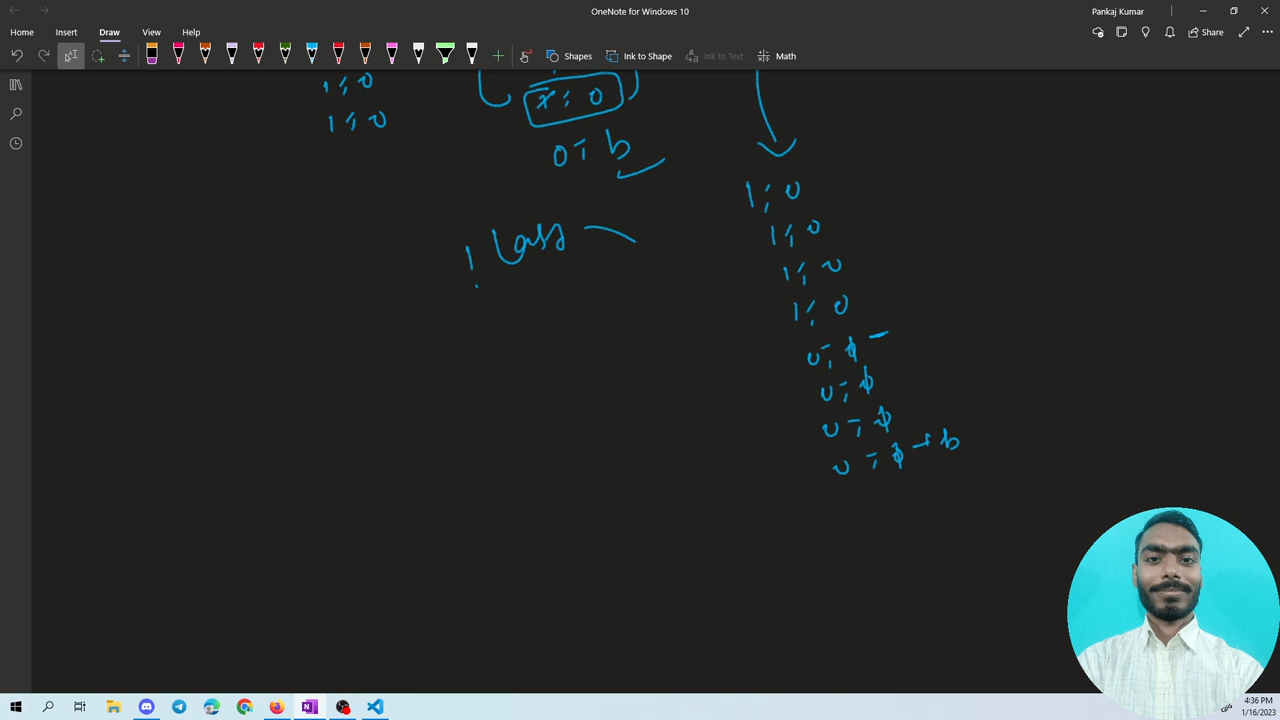 OneNote for Windows 10
Pankaj Kumar
Home Insert Draw View Help
Share
Shapes Ink to Shape Ink to Text Math
1 ; 0
1 ; 0
x ; 0
0 ; b
1 ; 0
1 ; 0
1 ; 0
1 ; 0
0 ; φ -
0 ; φ
0 ; φ
0 ; φ → b
4:36 PM
1/16/2023